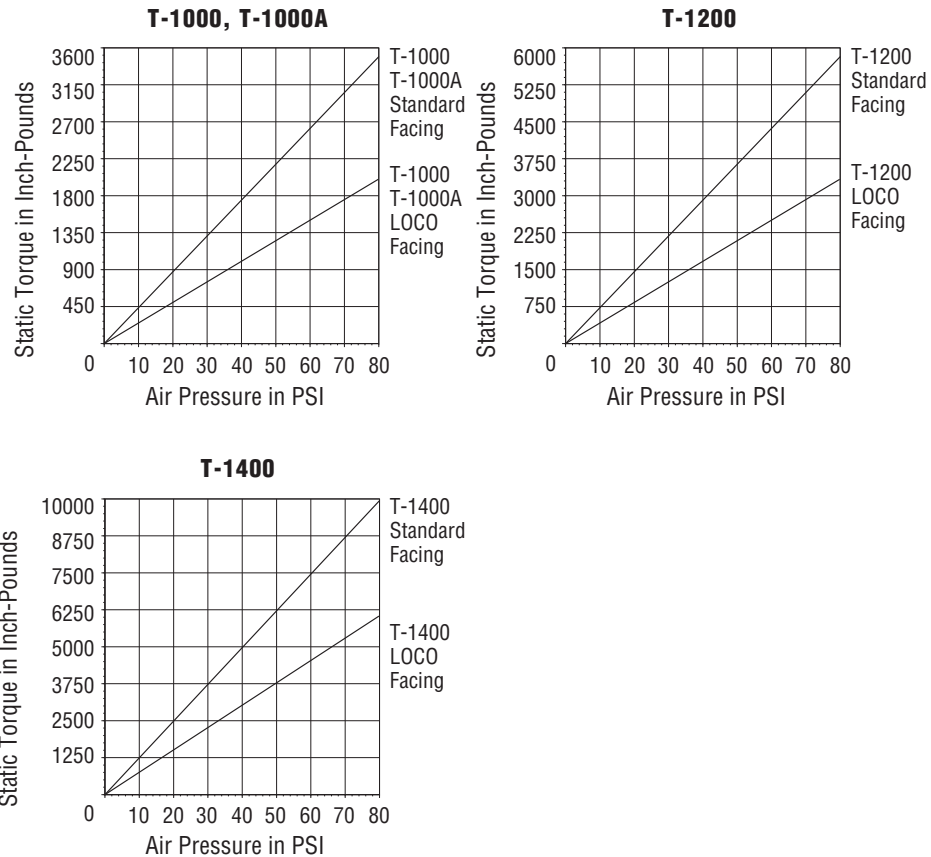 T-1000, T-1000A
Static Torque in Inch-Pounds
3600
3150
2700
2250
1800
1350
900
450
0
10 20 30 40 50 60 70 80
Air Pressure in PSI
T-1000
T-1000A
Standard
Facing
T-1000
T-1000A
LOCO
Facing
T-1200
Static Torque in Inch-Pounds
6000
5250
4500
3750
3000
2250
1500
750
0
10 20 30 40 50 60 70 80
Air Pressure in PSI
T-1200
Standard
Facing
T-1200
LOCO
Facing
T-1400
Static Torque in Inch-Pounds
10000
8750
7500
6250
5000
3750
2500
1250
0
10 20 30 40 50 60 70 80
Air Pressure in PSI
T-1400
Standard
Facing
T-1400
LOCO
Facing